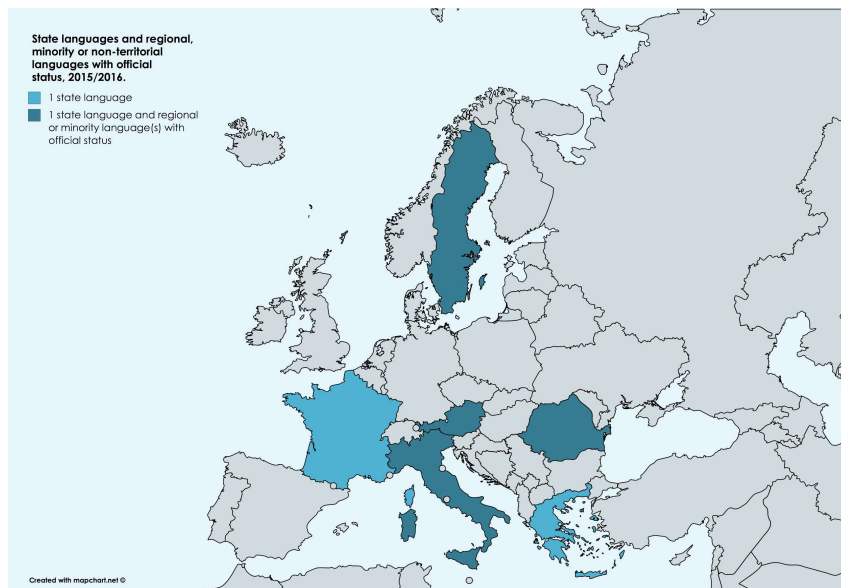 State languages and regional,
minority or non-territorial
languages with official
status, 2015/2016.
1 state language
1 state language and regional
or minority language(s) with
official status
Created with mapchart.net ©